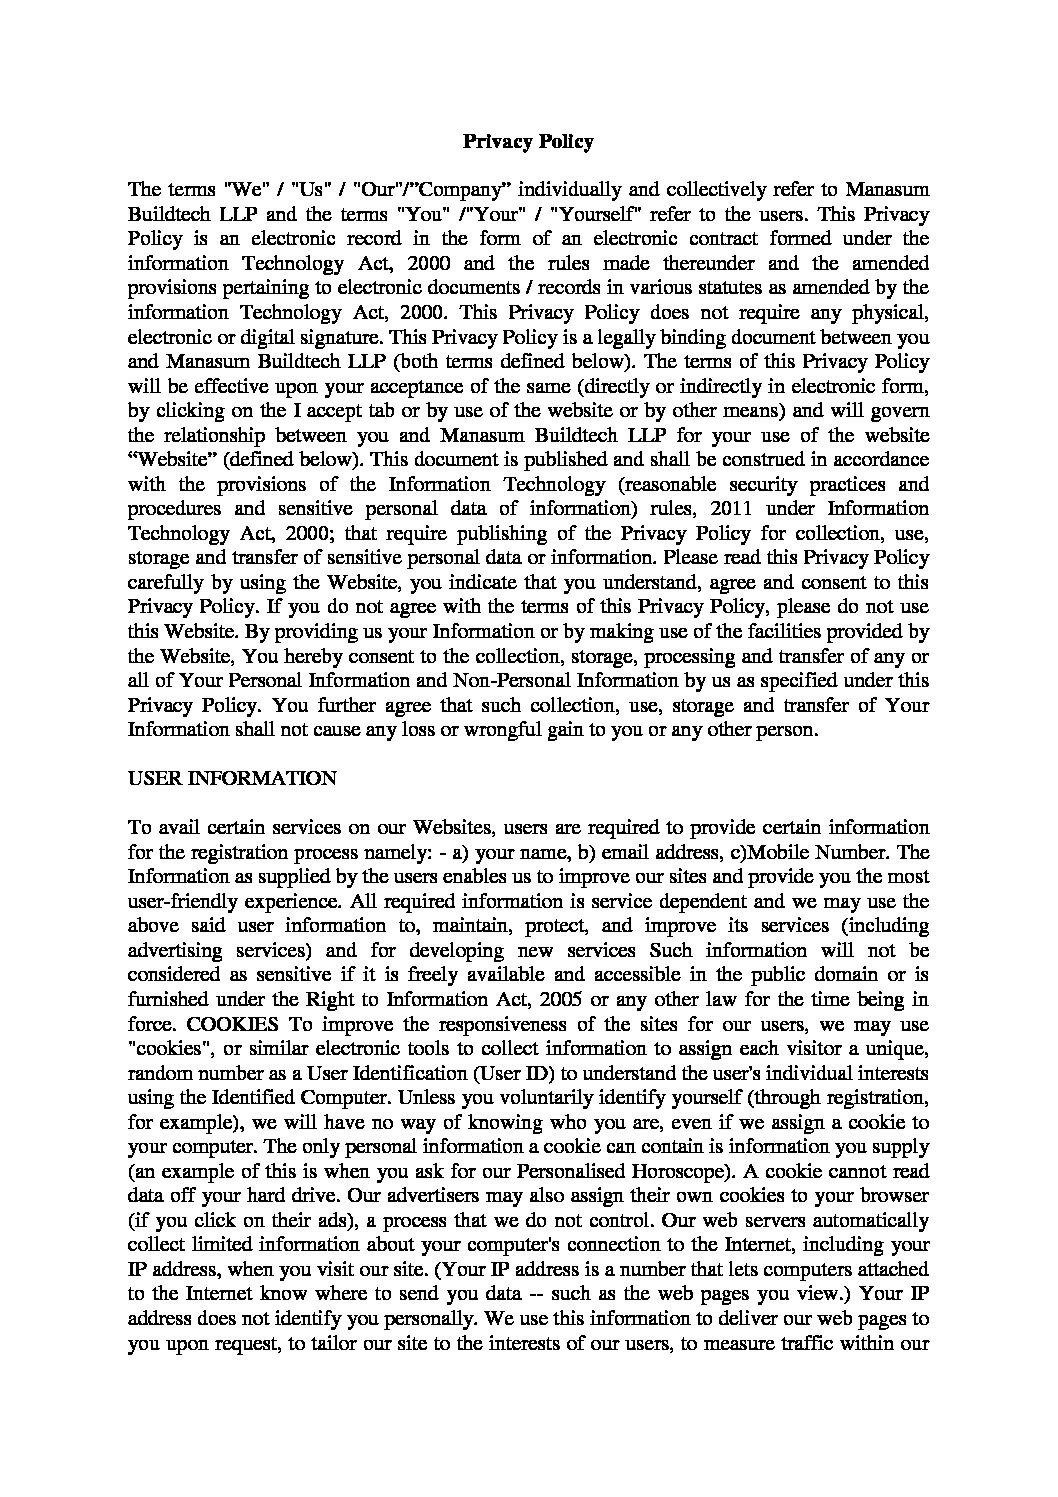 Privacy Policy
The terms "We" / "Us" / "Our"/”Company” individually and collectively refer to Manasum
Buildtech LLP and the terms "You" /"Your" / "Yourself" refer to the users. This Privacy
Policy is an electronic record in the form of an electronic contract formed under the
information Technology Act, 2000 and the rules made thereunder and the amended
provisions pertaining to electronic documents / records in various statutes as amended by the
information Technology Act, 2000. This Privacy Policy does not require any physical,
electronic or digital signature. This Privacy Policy is a legally binding document between you
and Manasum Buildtech LLP (both terms defined below). The terms of this Privacy Policy
will be effective upon your acceptance of the same (directly or indirectly in electronic form,
by clicking on the I accept tab or by use of the website or by other means) and will govern
the relationship between you and Manasum Buildtech LLP for your use of the website
“Website” (defined below). This document is published and shall be construed in accordance
with the provisions of the Information Technology (reasonable security practices and
procedures and sensitive personal data of information) rules, 2011 under Information
Technology Act, 2000; that require publishing of the Privacy Policy for collection, use,
storage and transfer of sensitive personal data or information. Please read this Privacy Policy
carefully by using the Website, you indicate that you understand, agree and consent to this
Privacy Policy. If you do not agree with the terms of this Privacy Policy, please do not use
this Website. By providing us your Information or by making use of the facilities provided by
the Website, You hereby consent to the collection, storage, processing and transfer of any or
all of Your Personal Information and Non-Personal Information by us as specified under this
Privacy Policy. You further agree that such collection, use, storage and transfer of Your
Information shall not cause any loss or wrongful gain to you or any other person.
USER INFORMATION
To avail certain services on our Websites, users are required to provide certain information
for the registration process namely: - a) your name, b) email address, c)Mobile Number. The
Information as supplied by the users enables us to improve our sites and provide you the most
user-friendly experience. All required information is service dependent and we may use the
above said user information to, maintain, protect, and improve its services (including
advertising services) and for developing new services Such information will not be
considered as sensitive if it is freely available and accessible in the public domain or is
furnished under the Right to Information Act, 2005 or any other law for the time being in
force. COOKIES To improve the responsiveness of the sites for our users, we may use
"cookies", or similar electronic tools to collect information to assign each visitor a unique,
random number as a User Identification (User ID) to understand the user's individual interests
using the Identified Computer. Unless you voluntarily identify yourself (through registration,
for example), we will have no way of knowing who you are, even if we assign a cookie to
your computer. The only personal information a cookie can contain is information you supply
(an example of this is when you ask for our Personalised Horoscope). A cookie cannot read
data off your hard drive. Our advertisers may also assign their own cookies to your browser
(if you click on their ads), a process that we do not control. Our web servers automatically
collect limited information about your computer's connection to the Internet, including your
IP address, when you visit our site. (Your IP address is a number that lets computers attached
to the Internet know where to send you data -- such as the web pages you view.) Your IP
address does not identify you personally. We use this information to deliver our web pages to
you upon request, to tailor our site to the interests of our users, to measure traffic within our